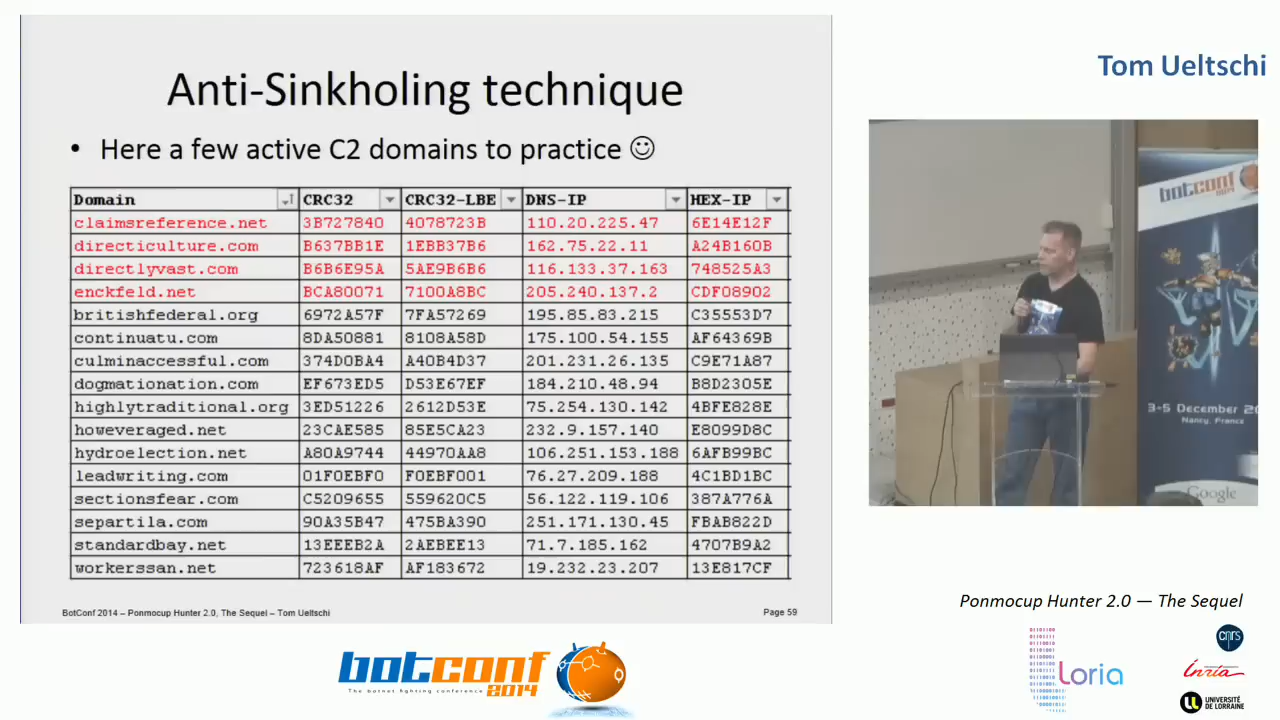 Anti-Sinkholing technique
• Here a few active C2 domains to practice ☺
Domain CRC32 CRC32-LBE DNS-IP HEX-IP
claimsreference.net 3B727840 4078723B 110.20.225.47 6E14E12F
directiculture.com B637BB1E 1EBB37B6 162.75.22.11 A24B160B
directlyvast.com B6B6E95A 5AE9B6B6 116.133.37.163 748525A3
enckfeld.net BCA80071 7100A8BC 205.240.137.2 CDF08902
britishfederal.org 6972A57F 7FA57269 195.85.83.215 C35553D7
continuatu.com 8DA50881 8108A58D 175.100.54.155 AF64369B
culminaccessful.com 374D0BA4 A40B4D37 201.231.26.135 C9E71A87
dogmationation.com EF673ED5 D53E67EF 184.210.48.94 B8D2305E
highlytraditional.org 3ED51226 2612D53E 75.254.130.142 4BFE828E
howeveraged.net 23CAE585 85E5CA23 232.9.157.140 E8099D8C
hydroelection.net A80A9744 44970AA8 106.251.153.188 6AFB99BC
leadwriting.com 01F0EBF0 F0EBF001 76.27.209.188 4C1BD1BC
sectionsfear.com C5209655 559620C5 56.122.119.106 387A776A
separtila.com 90A35B47 475BA390 251.171.130.45 FBAB822D
standardbay.net 13EEEB2A 2AEBEE13 71.7.185.162 4707B9A2
workerssan.net 723618AF AF183672 19.232.23.207 13E817CF
BotConf 2014 – Ponmocup Hunter 2.0, The Sequel – Tom Ueltschi
Page 59
Tom Ueltschi
botconf
3-5 December
Nancy, France
Google
Ponmocup Hunter 2.0 — The Sequel
botconf
The botnet fighting conference 2014
Loria
cnrs
Inria
UNIVERSITÉ
DE LORRAINE